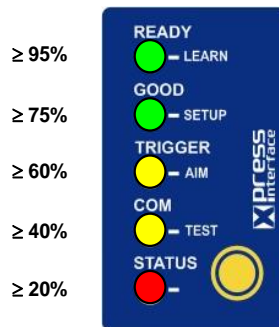 READY
≥ 95% – LEARN
GOOD
≥ 75% – SETUP
TRIGGER
≥ 60% – AIM
COM
≥ 40% – TEST
STATUS
≥ 20% –
Xpress
interface